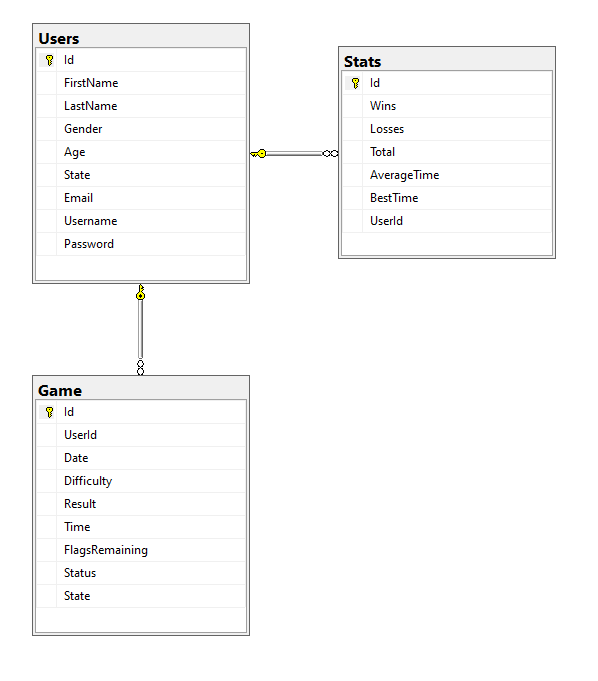 Users
Id
FirstName
LastName
Gender
Age
State
Email
Username
Password
Stats
Id
Wins
Losses
Total
AverageTime
BestTime
UserId
Game
Id
UserId
Date
Difficulty
Result
Time
FlagsRemaining
Status
State